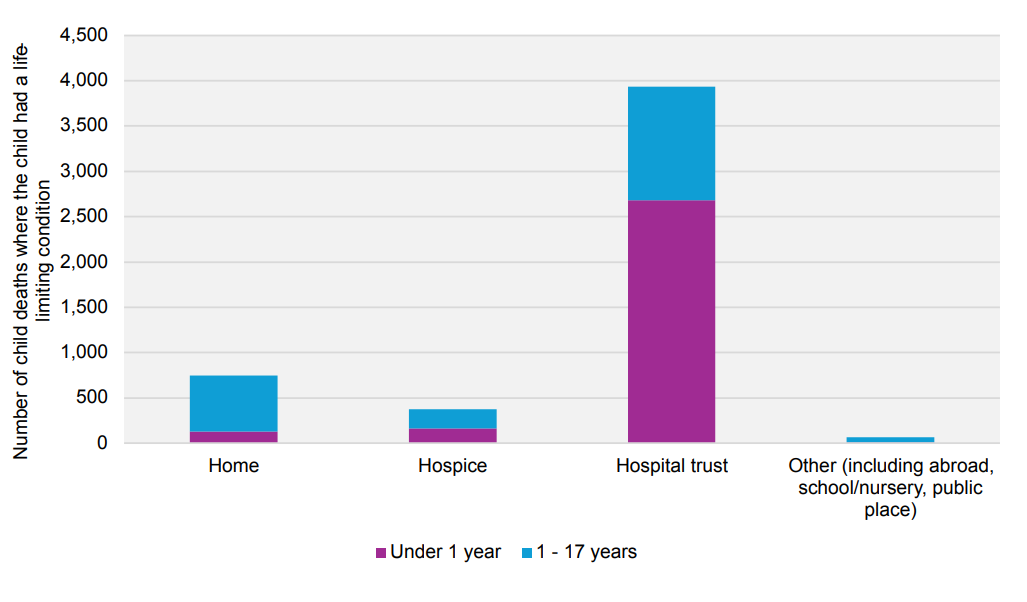 Number of child deaths where the child had a life-
limiting condition
4,500
4,000
3,500
3,000
2,500
2,000
1,500
1,000
500
0
Home
Hospice
Hospital trust
Other (including abroad,
school/nursery, public
place)
Under 1 year
1 - 17 years